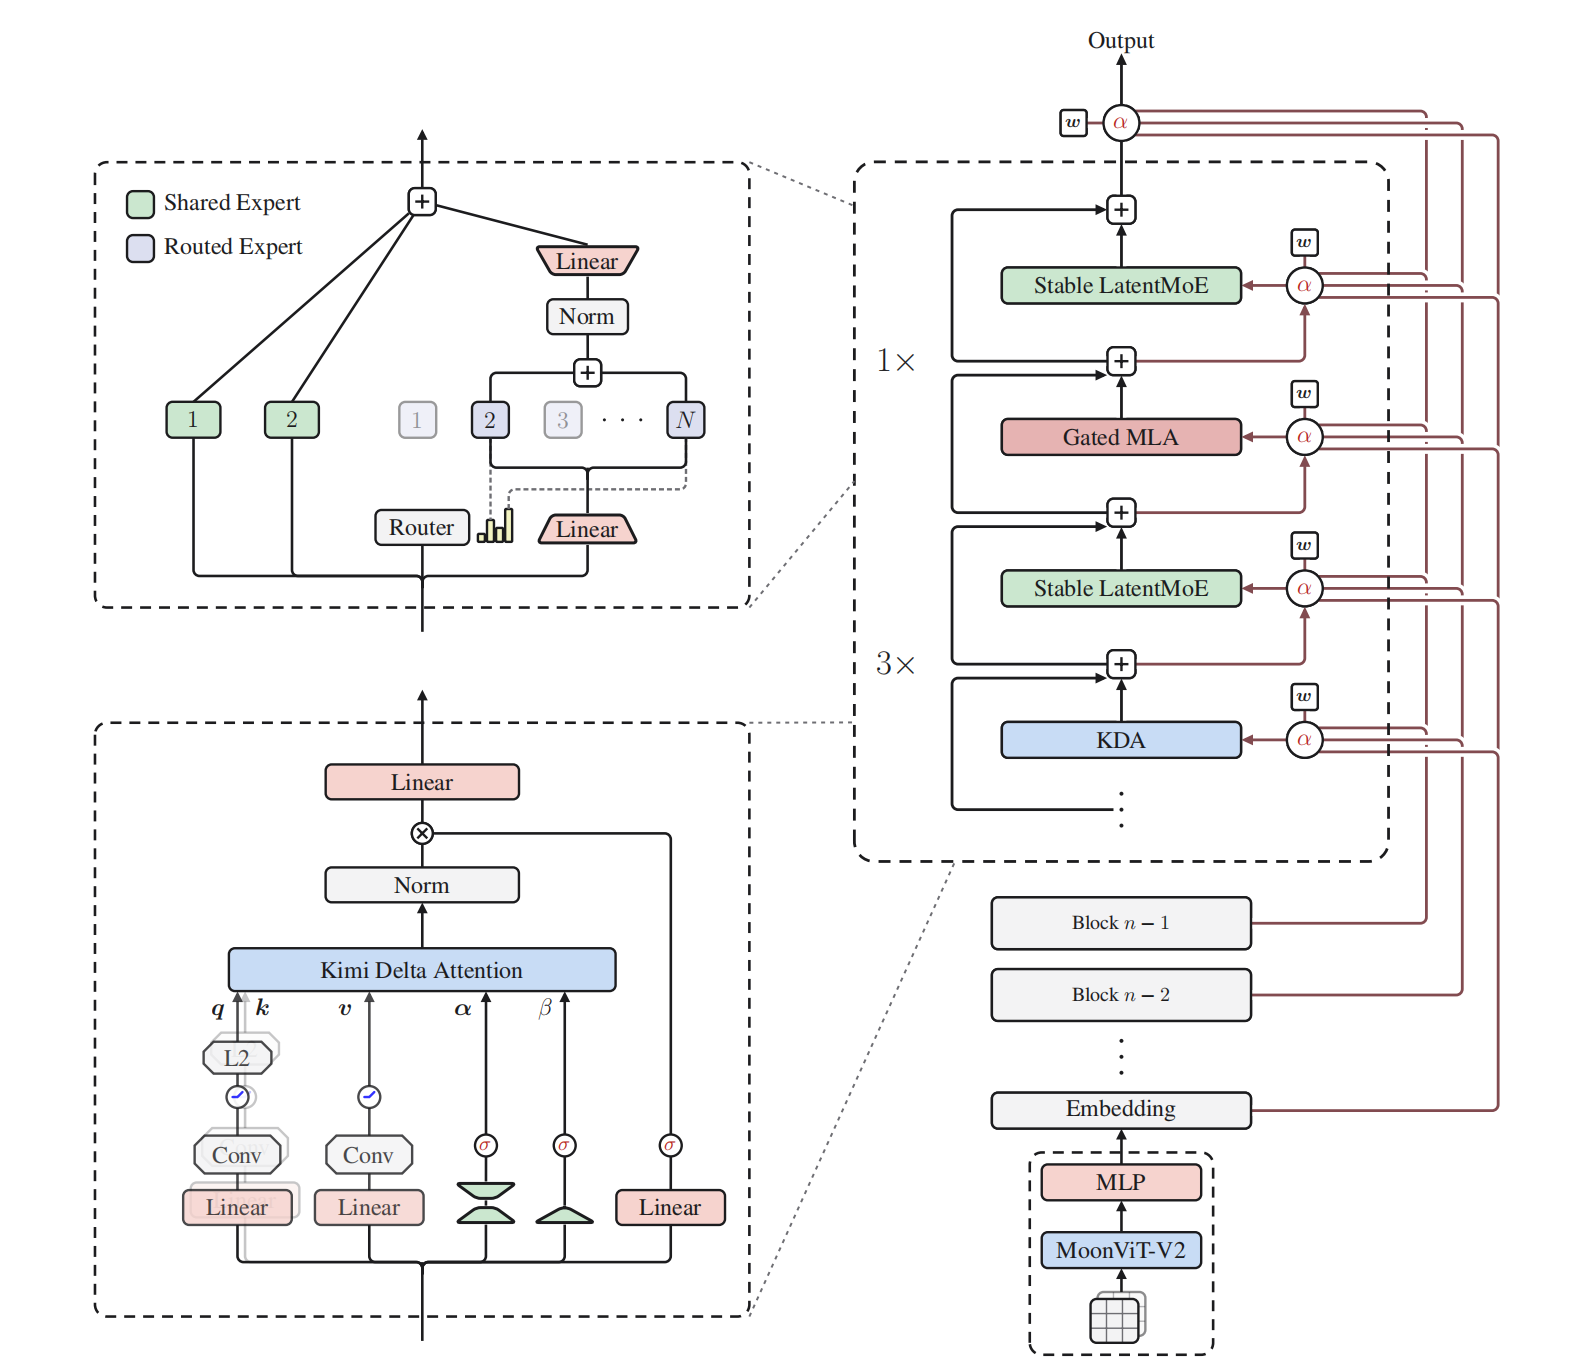 Output
w
α
Shared Expert
Routed Expert
+
Linear
Norm
+
1
2
1
2
3
· · ·
N
Router
Linear
+
w
Stable LatentMoE
α
1×
+
w
Gated MLA
α
+
w
Stable LatentMoE
α
3×
+
w
KDA
α
Linear
Norm
Kimi Delta Attention
q
k
v
α
β
L2
Conv
Conv
σ
σ
σ
Linear
Linear
Linear
Block n − 1
Block n − 2
Embedding
MLP
MoonViT-V2